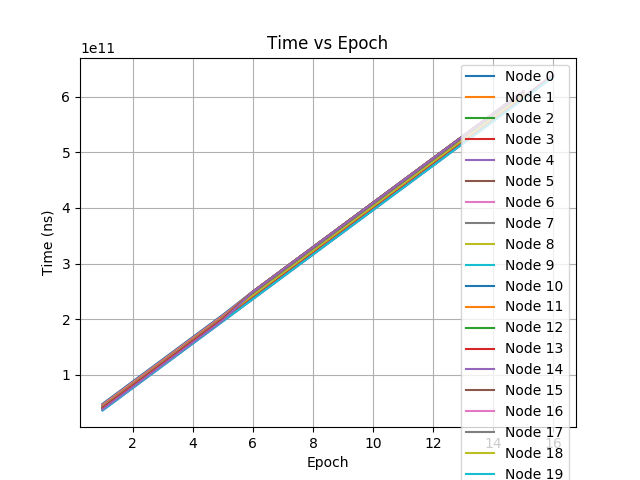 Time vs Epoch
1e11
6
5
4
3
2
1
Time (ns)
2
4
6
8
10
12
14
16
Epoch
Node 0
Node 1
Node 2
Node 3
Node 4
Node 5
Node 6
Node 7
Node 8
Node 9
Node 10
Node 11
Node 12
Node 13
Node 14
Node 15
Node 16
Node 17
Node 18
Node 19